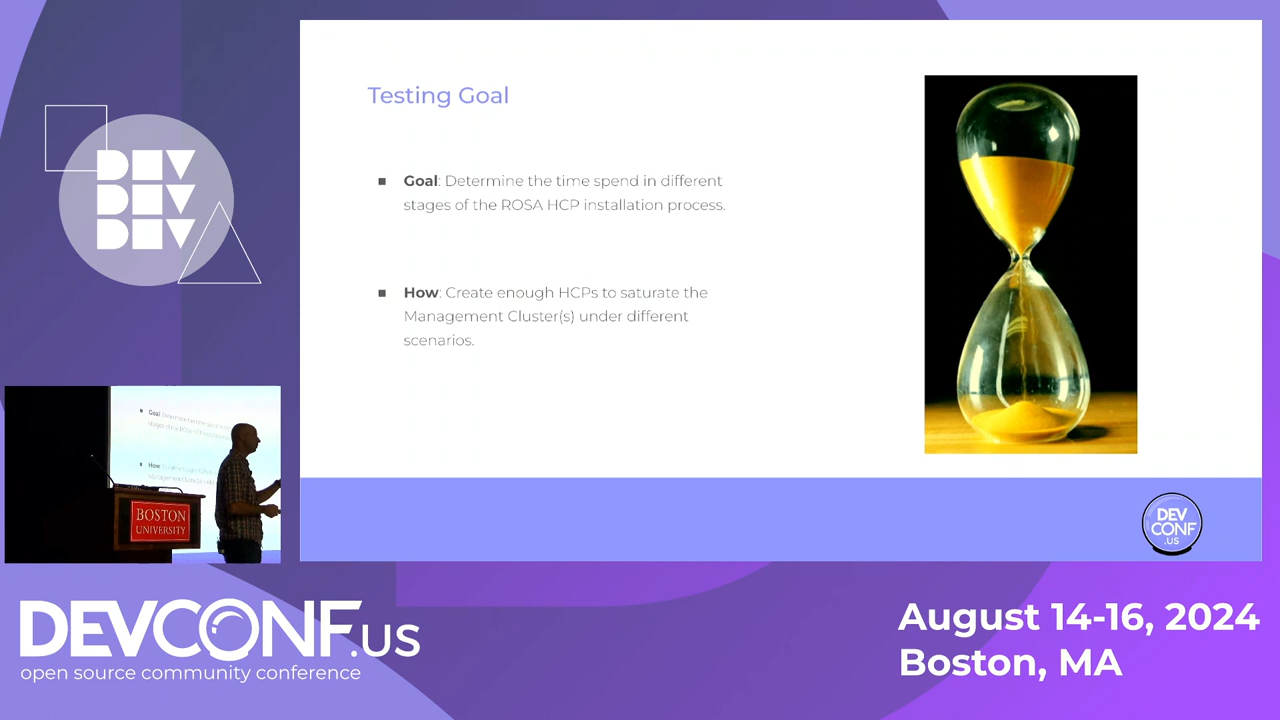 Testing Goal
■ Goal: Determine the time spend in different
stages of the ROSA HCP installation process.
■ How: Create enough HCPs to saturate the
Management Cluster(s) under different
scenarios.
DEV
DEV
DEV
Goal
How
BOSTON
UNIVERSITY
DEV
CONF
.US
DEVCONF.US
open source community conference
August 14-16, 2024
Boston, MA